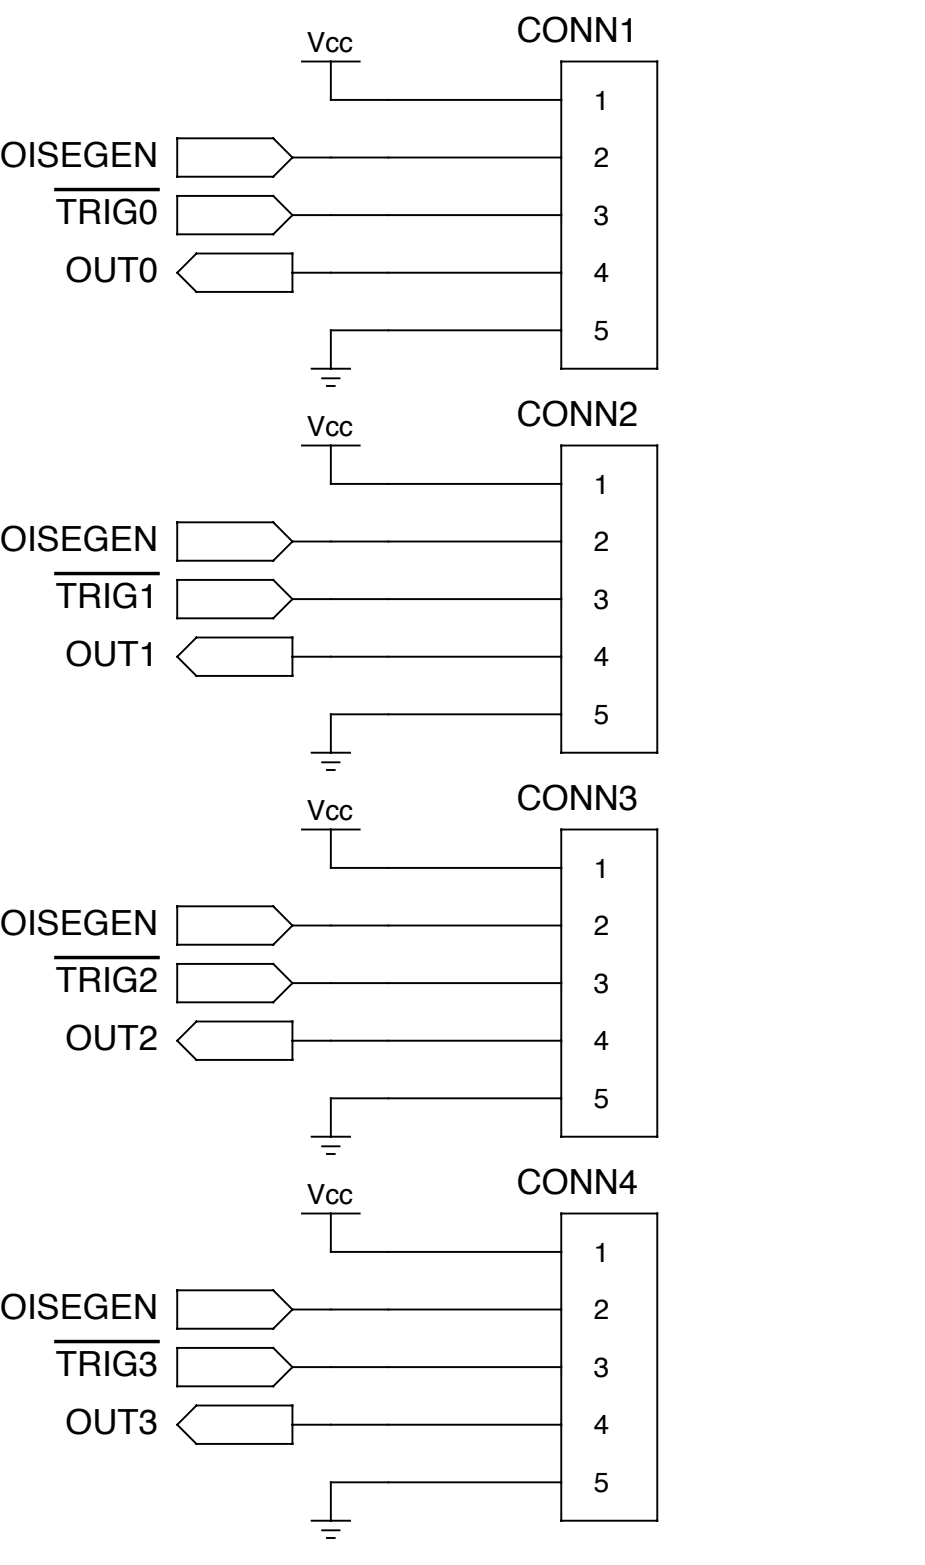 CONN1
Vcc
1
OISEGEN
2
TRIG0
3
OUT0
4
5
CONN2
Vcc
1
OISEGEN
2
TRIG1
3
OUT1
4
5
CONN3
Vcc
1
OISEGEN
2
TRIG2
3
OUT2
4
5
CONN4
Vcc
1
OISEGEN
2
TRIG3
3
OUT3
4
5